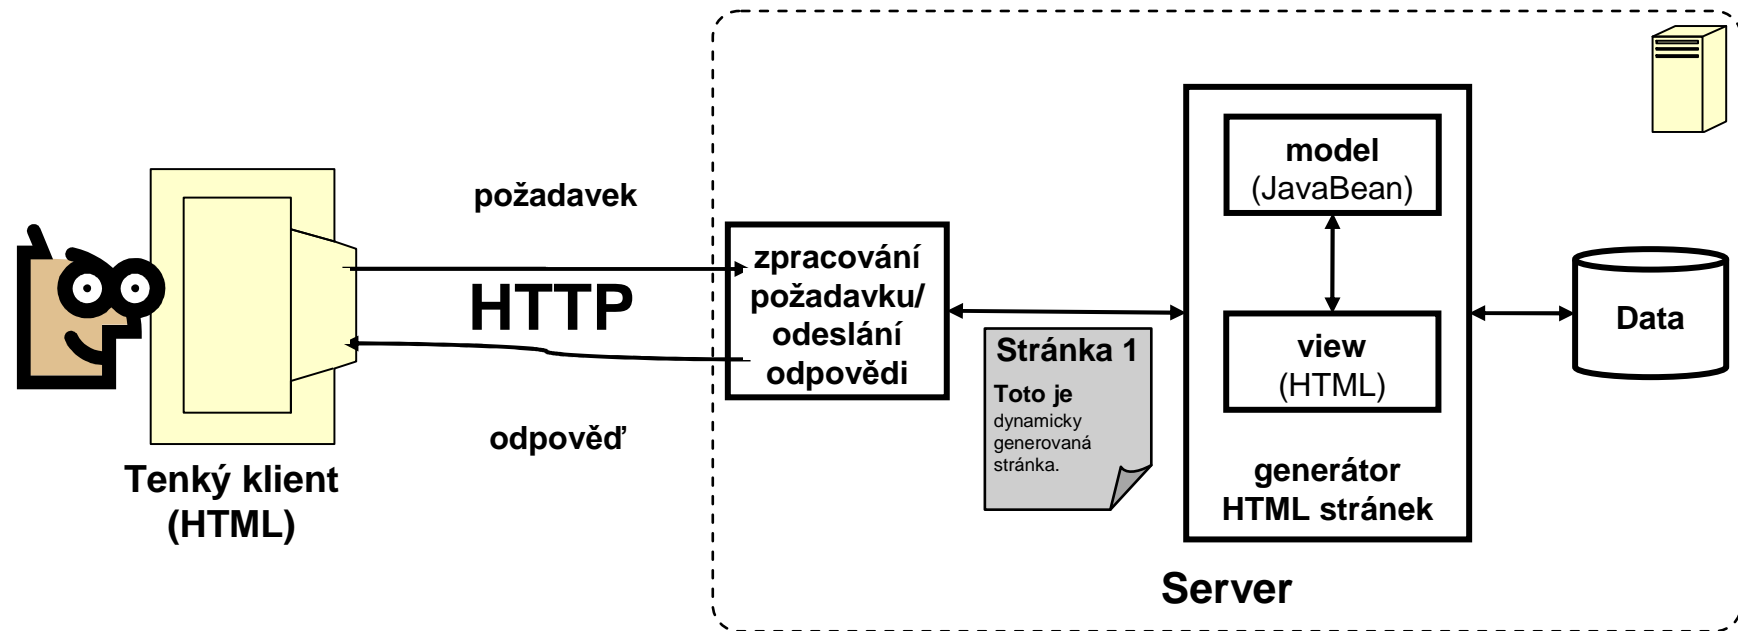 požadavek
HTTP
odpověď
Tenký klient
(HTML)
zpracování
požadavku/
odeslání
odpovědi
Stránka 1
Toto je
dynamicky
generovaná
stránka.
model
(JavaBean)
view
(HTML)
generátor
HTML stránek
Data
Server